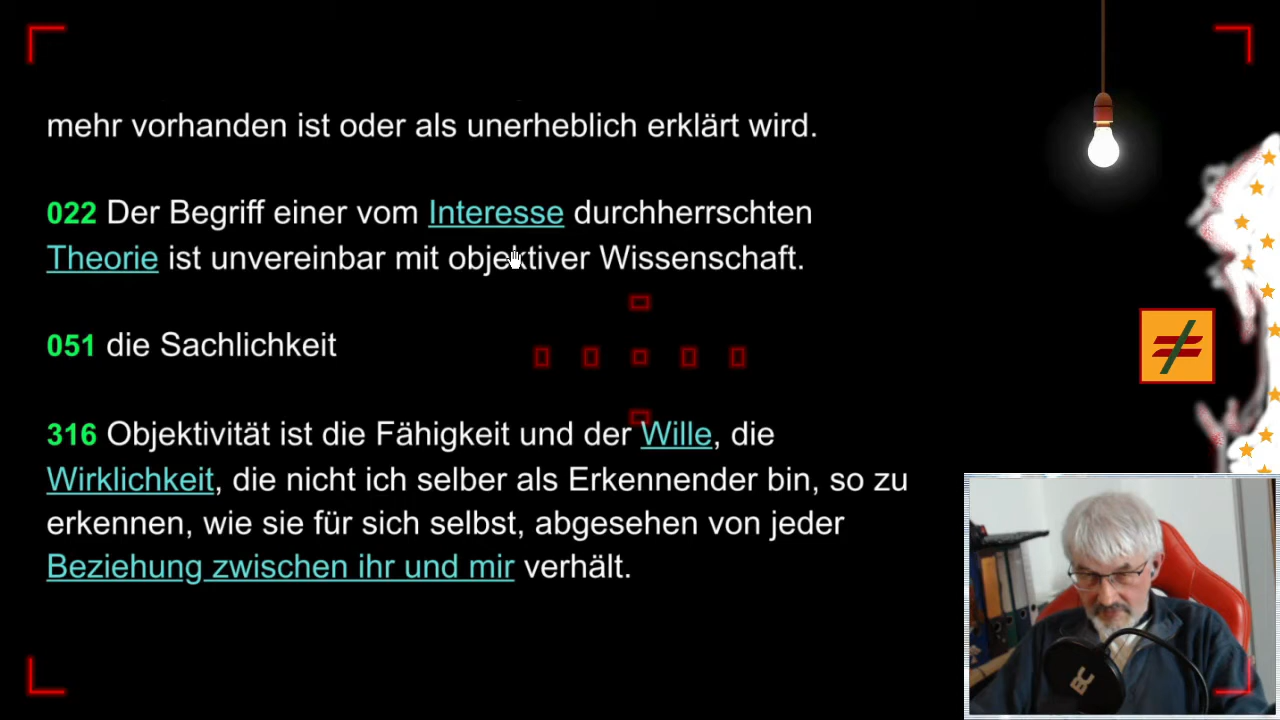 mehr vorhanden ist oder als unerheblich erklärt wird.
022 Der Begriff einer vom Interesse durchherrschten
Theorie ist unvereinbar mit objektiver Wissenschaft.
051 die Sachlichkeit
316 Objektivität ist die Fähigkeit und der Wille, die
Wirklichkeit, die nicht ich selber als Erkennender bin, so zu
erkennen, wie sie für sich selbst, abgesehen von jeder
Beziehung zwischen ihr und mir verhält.
≠